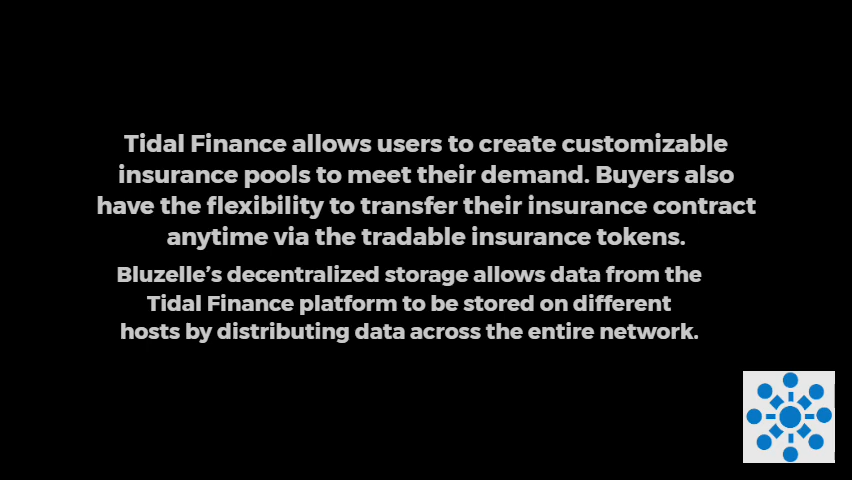 Tidal Finance allows users to create customizable
insurance pools to meet their demand. Buyers also
have the flexibility to transfer their insurance contract
anytime via the tradable insurance tokens.
Bluzelle’s decentralized storage allows data from the
Tidal Finance platform to be stored on different
hosts by distributing data across the entire network.